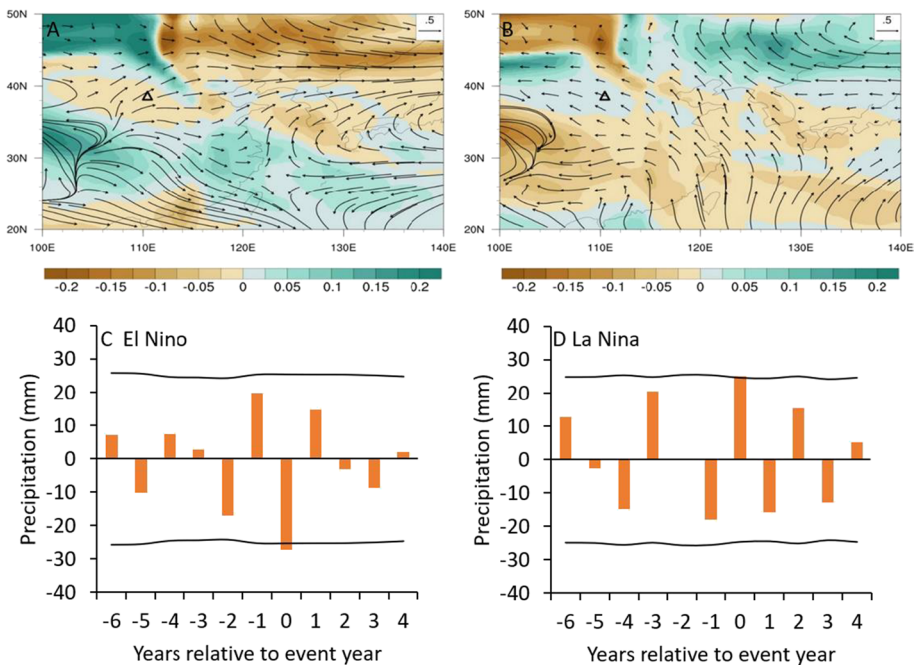 50N
A
.5
40N
30N
20N
100E 110E 120E 130E 140E
-0.2 -0.15 -0.1 -0.05 0 0.05 0.1 0.15 0.2
50N
B
.5
40N
30N
20N
100E 110E 120E 130E 140E
-0.2 -0.15 -0.1 -0.05 0 0.05 0.1 0.15 0.2
C El Nino
Precipitation (mm)
40
30
20
10
0
-10
-20
-30
-40
-6 -5 -4 -3 -2 -1 0 1 2 3 4
Years relative to event year
D La Nina
Precipitation (mm)
40
30
20
10
0
-10
-20
-30
-40
-6 -5 -4 -3 -2 -1 0 1 2 3 4
Years relative to event year